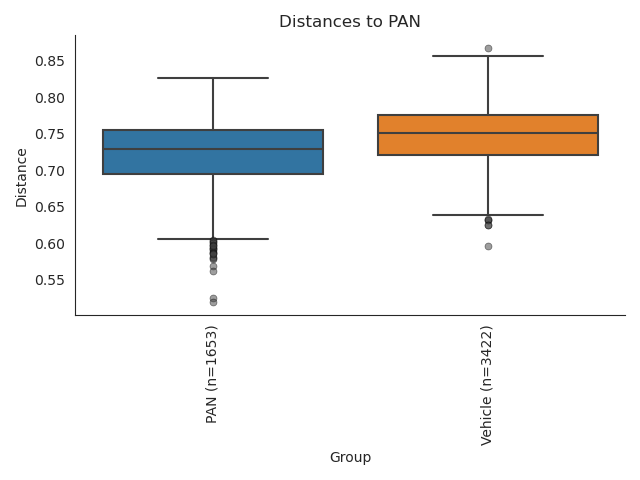 Distances to PAN
Distance
0.85
0.80
0.75
0.70
0.65
0.60
0.55
PAN (n=1653)
Vehicle (n=3422)
Group